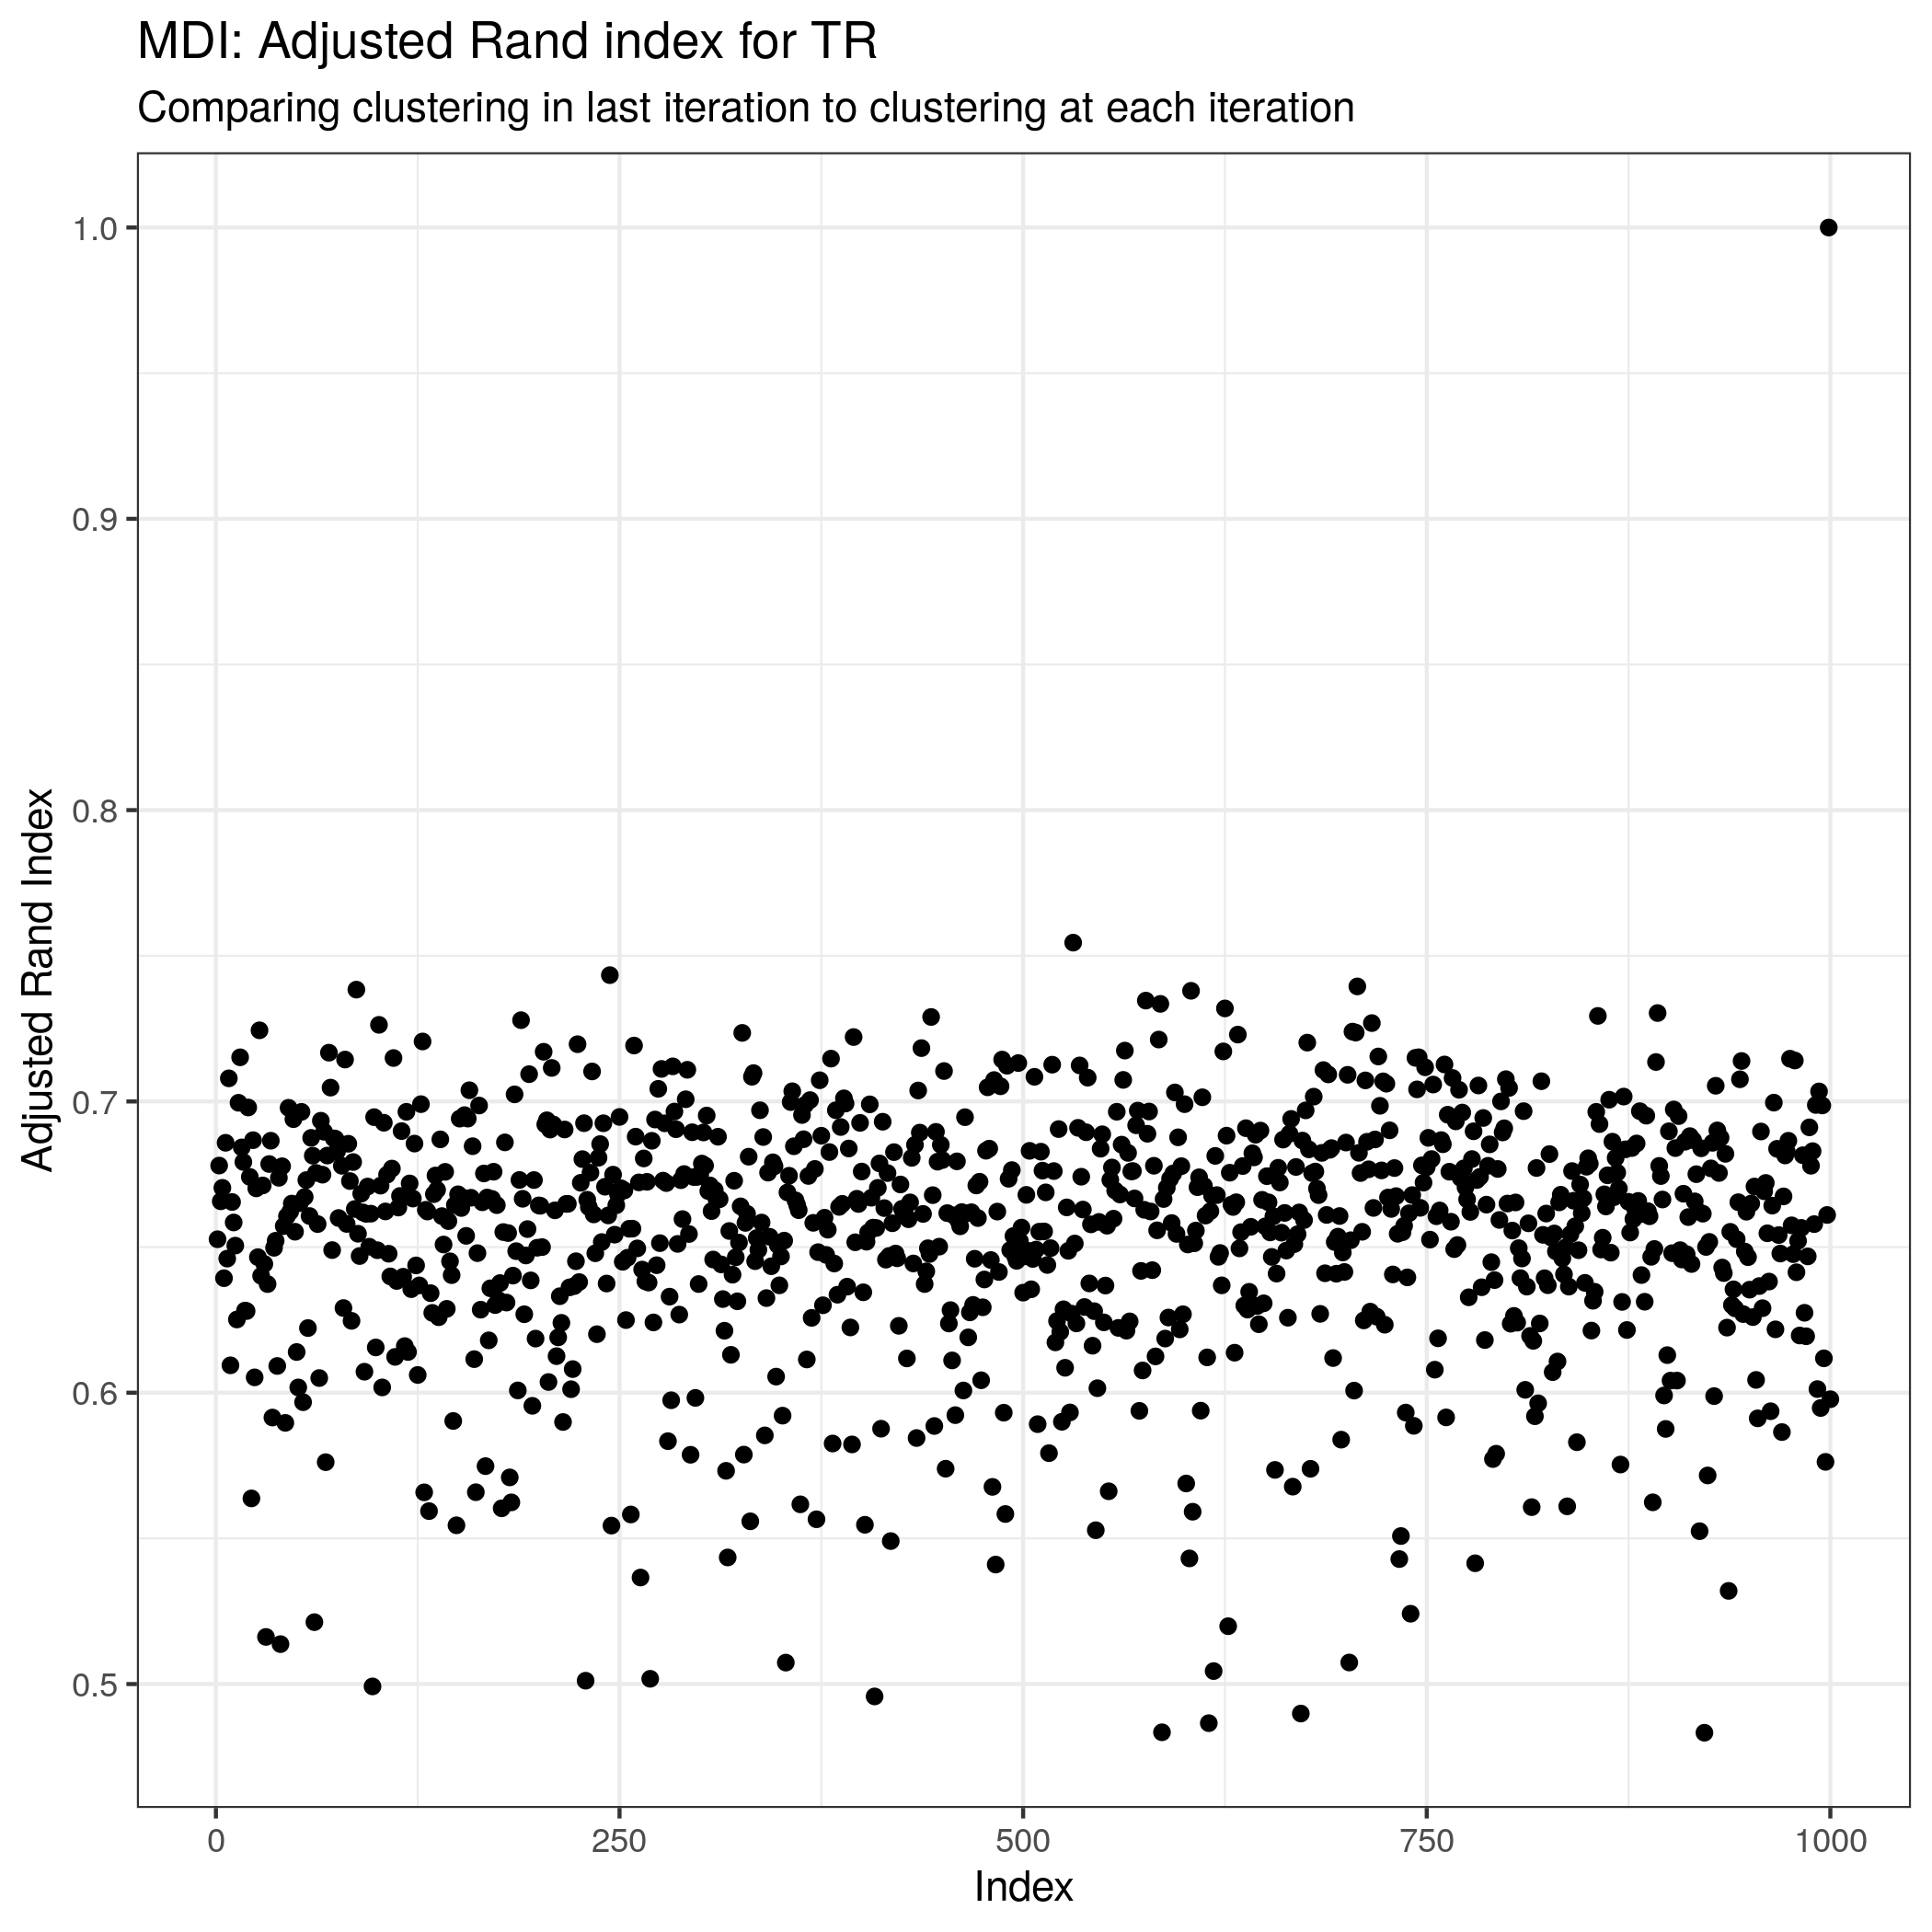 MDI: Adjusted Rand index for TR
Comparing clustering in last iteration to clustering at each iteration
Adjusted Rand Index
1.0
0.9
0.8
0.7
0.6
0.5
0 250 500 750 1000
Index